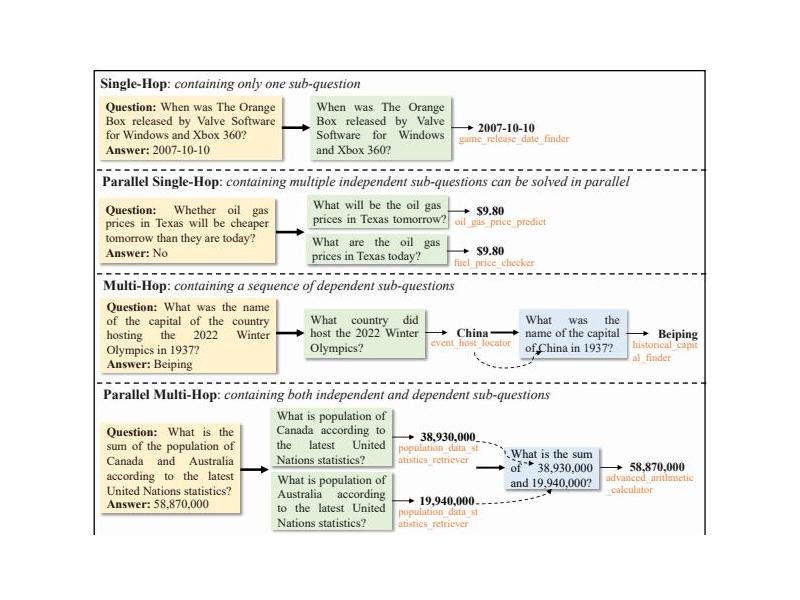 Single-Hop: containing only one sub-question
Question: When was The Orange
Box released by Valve Software
for Windows and Xbox 360?
Answer: 2007-10-10
When was The Orange
Box released by Valve
Software for Windows
and Xbox 360?
2007-10-10
game_release_date_finder
Parallel Single-Hop: containing multiple independent sub-questions can be solved in parallel
Question: Whether oil gas
prices in Texas will be cheaper
tomorrow than they are today?
Answer: No
What will be the oil gas
prices in Texas tomorrow?
$9.80
oil_gas_price_predict
What are the oil gas
prices in Texas today?
$9.80
fuel_price_checker
Multi-Hop: containing a sequence of dependent sub-questions
Question: What was the name
of the capital of the country
hosting the 2022 Winter
Olympics in 1937?
Answer: Beiping
What country did
host the 2022 Winter
Olympics?
China
event_host_locator
What was the
name of the capital
of China in 1937?
Beiping
historical_capit
al_finder
Parallel Multi-Hop: containing both independent and dependent sub-questions
Question: What is the
sum of the population of
Canada and Australia
according to the latest
United Nations statistics?
Answer: 58,870,000
What is population of
Canada according to
the latest United
Nations statistics?
38,930,000
population_data_st
atistics_retriever
What is population of
Australia according
to the latest United
Nations statistics?
19,940,000
population_data_st
atistics_retriever
What is the sum
of 38,930,000
and 19,940,000?
58,870,000
advanced_arithmetic
_calculator